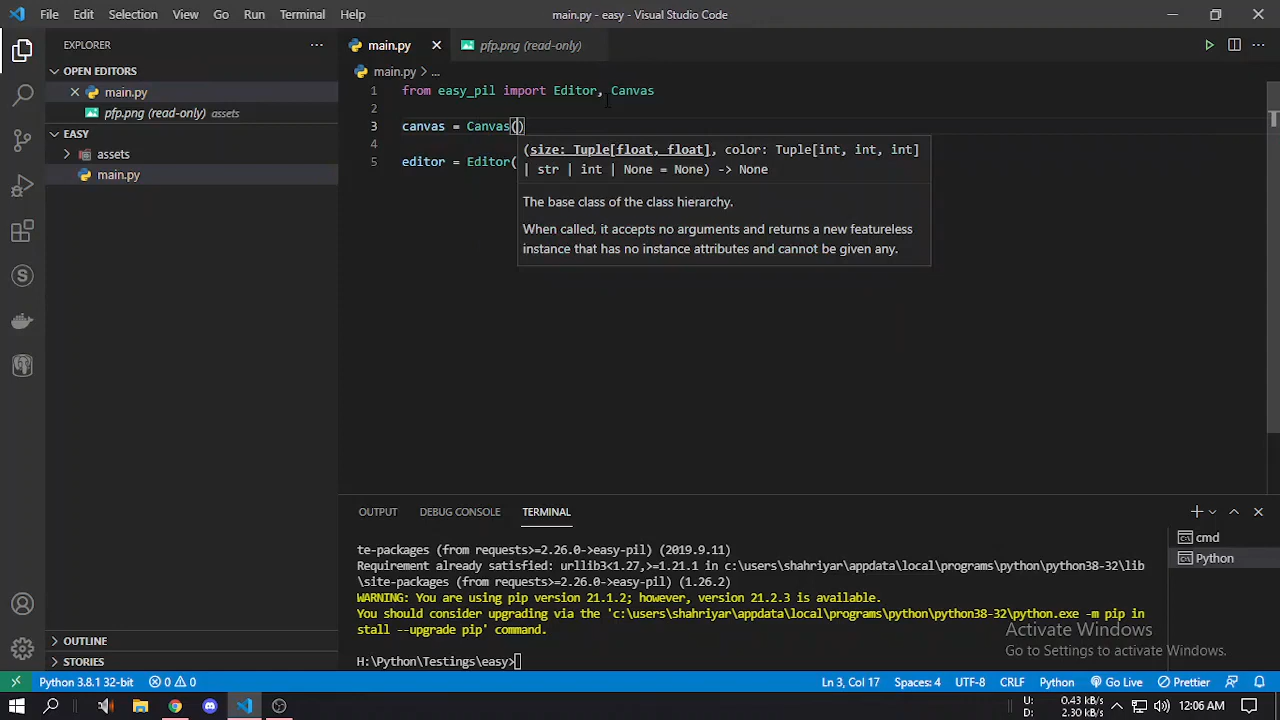 File Edit Selection View Go Run Terminal Help
main.py - easy - Visual Studio Code
EXPLORER
OPEN EDITORS
main.py
pfp.png (read-only) assets
EASY
assets
main.py
OUTLINE
STORIES
main.py
pfp.png (read-only)
main.py > ...
1 from easy_pil import Editor, Canvas
2
3 canvas = Canvas()
4
5 editor = Editor(
(size: Tuple[float, float], color: Tuple[int, int, int]
| str | int | None = None) -> None
The base class of the class hierarchy.
When called, it accepts no arguments and returns a new featureless
instance that has no instance attributes and cannot be given any.
OUTPUT DEBUG CONSOLE TERMINAL
te-packages (from requests>=2.26.0->easy-pil) (2019.9.11)
Requirement already satisfied: urllib3<1.27,>=1.21.1 in c:\users\shahriyar\appdata\local\programs\python\python38-32\lib
\site-packages (from requests>=2.26.0->easy-pil) (1.26.2)
WARNING: You are using pip version 21.1.2; however, version 21.2.3 is available.
You should consider upgrading via the 'c:\users\shahriyar\appdata\local\programs\python\python38-32\python.exe -m pip in
stall --upgrade pip' command.
H:\Python\Testings\easy>
cmd
Python
Activate Windows
Go to Settings to activate Windows.
Python 3.8.1 32-bit 0 0 Ln 3, Col 17 Spaces: 4 UTF-8 CRLF Python Go Live Prettier
U: 0.43 kB/s
D: 2.30 kB/s
12:06 AM